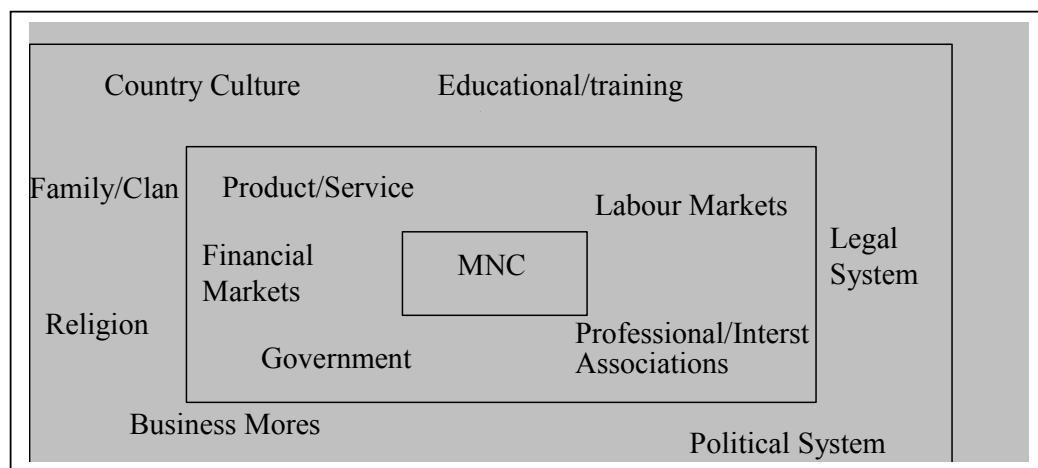 Country Culture
Educational/training
Family/Clan
Product/Service
Labour Markets
Legal
System
Financial
Markets
MNC
Religion
Professional/Interst
Associations
Government
Business Mores
Political System